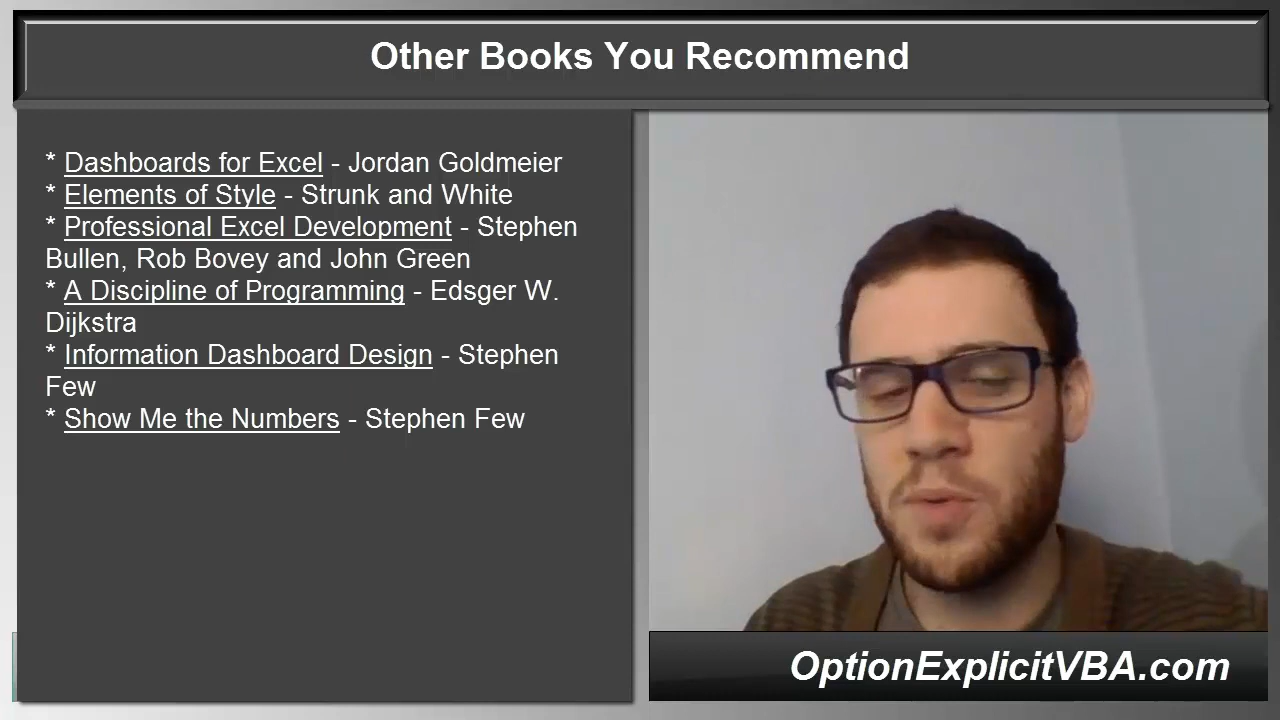 Other Books You Recommend
* Dashboards for Excel - Jordan Goldmeier
* Elements of Style - Strunk and White
* Professional Excel Development - Stephen
Bullen, Rob Bovey and John Green
* A Discipline of Programming - Edsger W.
Dijkstra
* Information Dashboard Design - Stephen
Few
* Show Me the Numbers - Stephen Few
OptionExplicitVBA.com